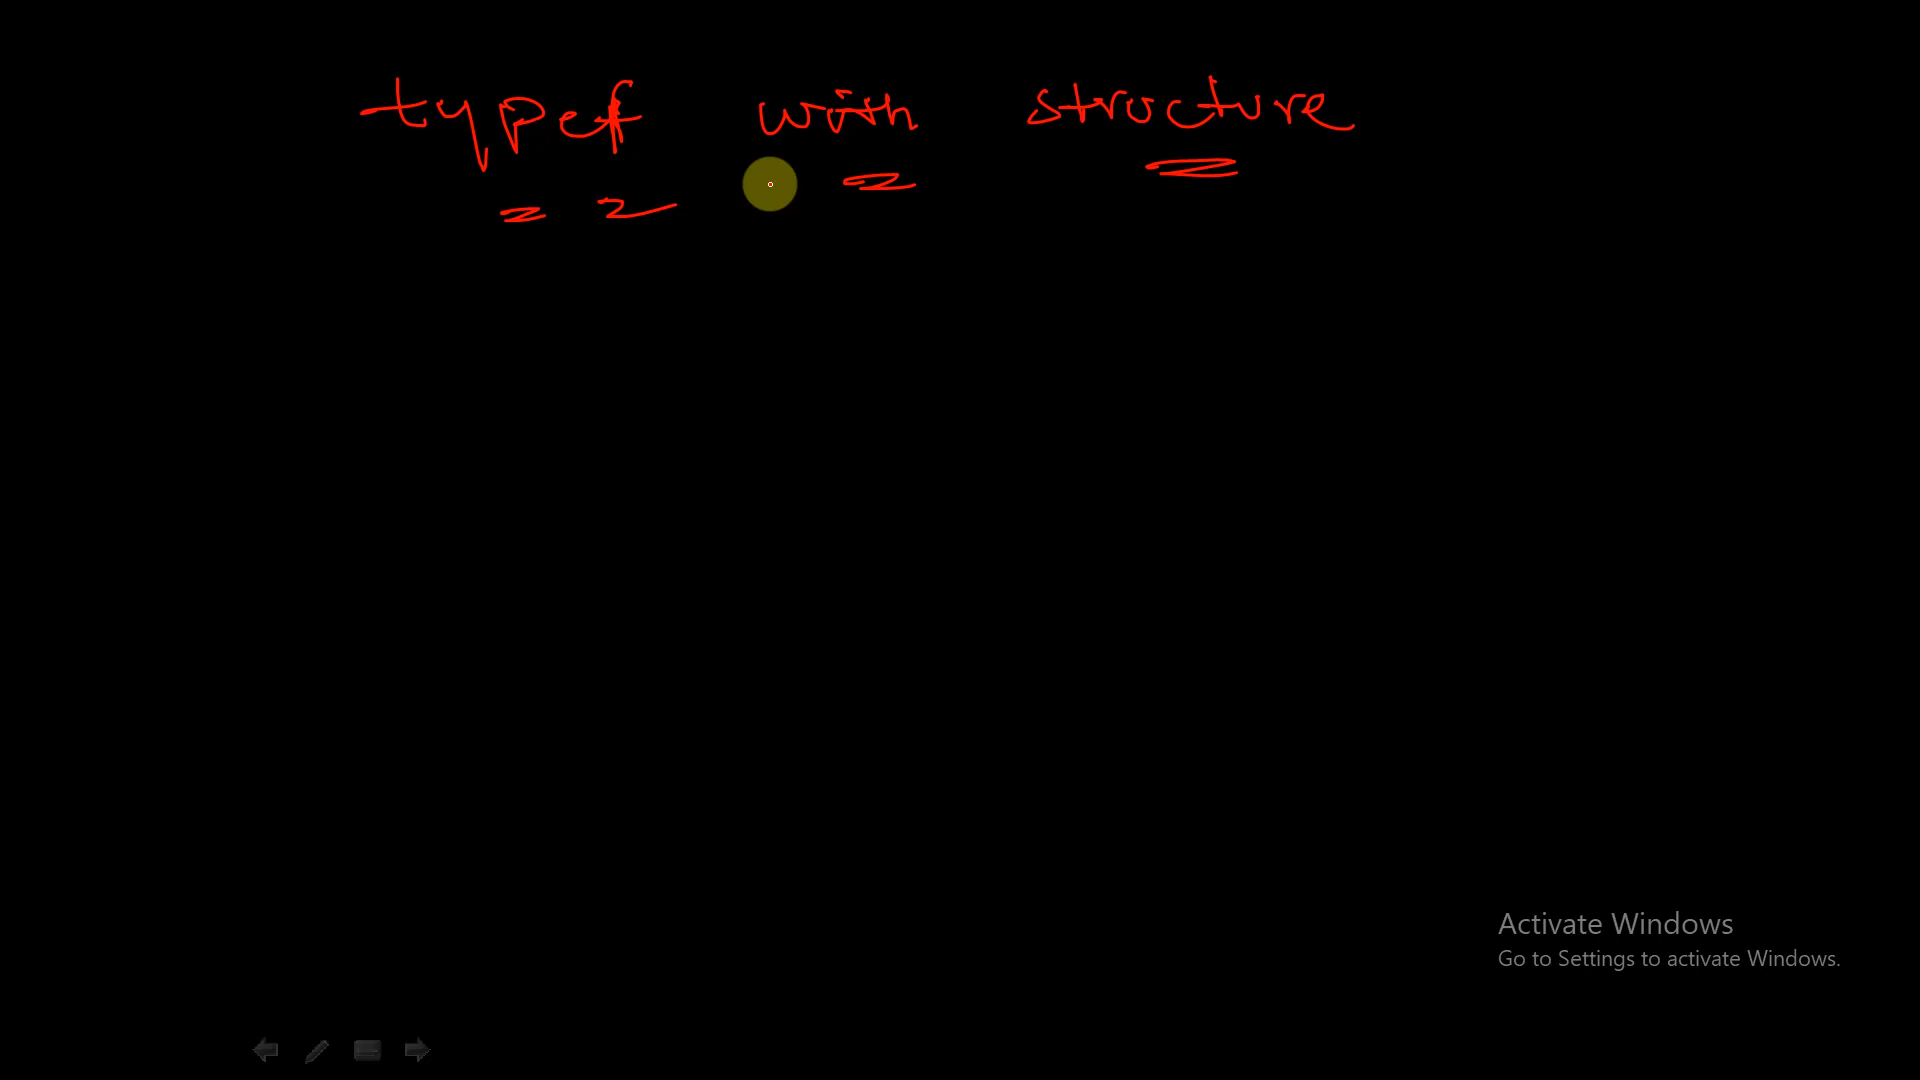 typef with structure
Activate Windows
Go to Settings to activate Windows.